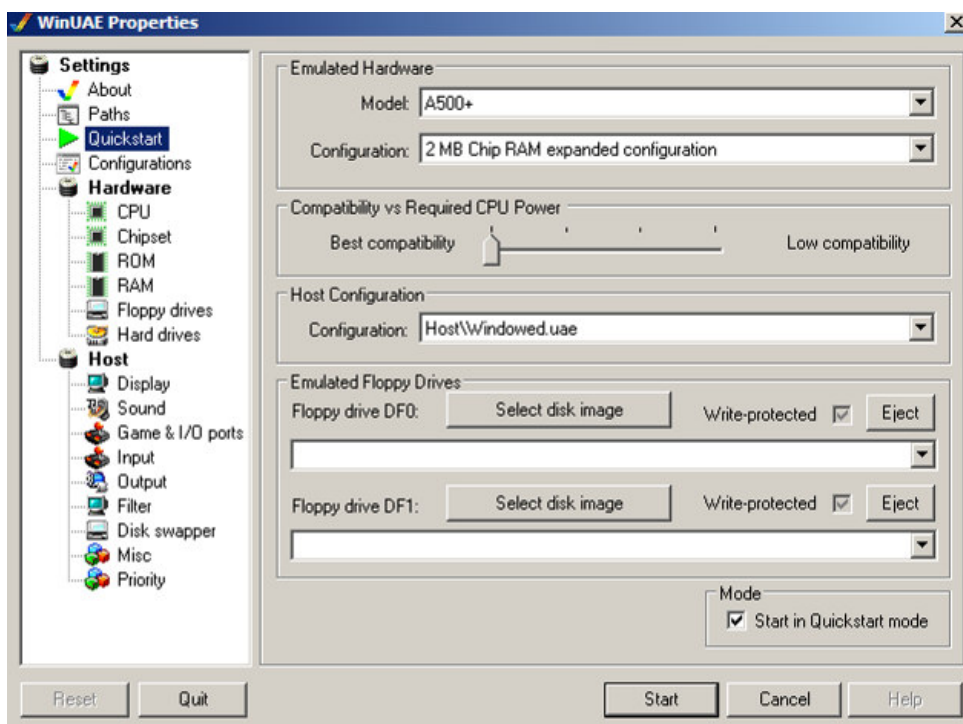 WinUAE Properties
Settings
About
Paths
Quickstart
Configurations
Hardware
CPU
Chipset
ROM
RAM
Floppy drives
Hard drives
Host
Display
Sound
Game & I/O ports
Input
Output
Filter
Disk swapper
Misc
Priority
Emulated Hardware
Model: A500+
Configuration: 2 MB Chip RAM expanded configuration
Compatibility vs Required CPU Power
Best compatibility Low compatibility
Host Configuration
Configuration: Host\Windowed.uae
Emulated Floppy Drives
Floppy drive DF0: Select disk image Write-protected Eject
Floppy drive DF1: Select disk image Write-protected Eject
Mode
Start in Quickstart mode
Reset Quit Start Cancel Help